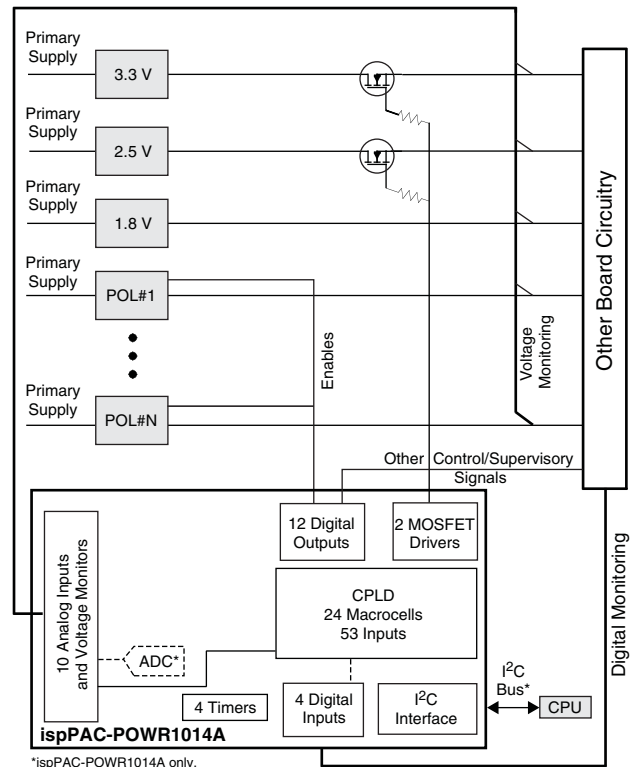 Primary
Supply
3.3 V
Primary
Supply
2.5 V
Primary
Supply
1.8 V
Primary
Supply
POL#1
Primary
Supply
POL#N
Enables
Voltage
Monitoring
Other Board Circuitry
Other Control/Supervisory
Signals
12 Digital
Outputs
2 MOSFET
Drivers
10 Analog Inputs
and Voltage Monitors
CPLD
24 Macrocells
53 Inputs
ADC*
4 Timers
4 Digital
Inputs
I²C
Interface
I²C
Bus*
CPU
Digital Monitoring
ispPAC-POWR1014A
*ispPAC-POWR1014A only.